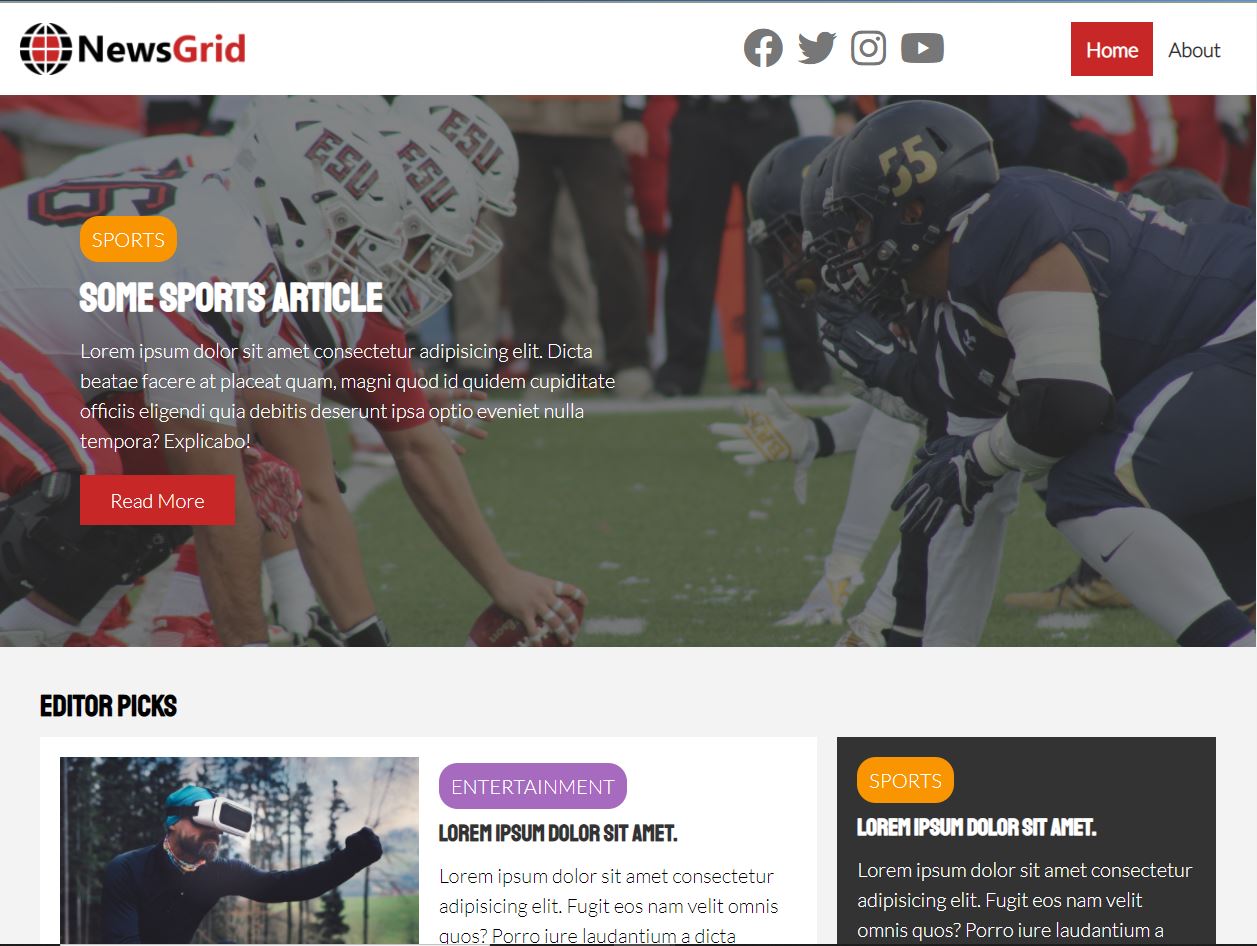 NewsGrid
Home About
ESU
ESU
ESU
55
SPORTS
SOME SPORTS ARTICLE
Lorem ipsum dolor sit amet consectetur adipisicing elit. Dicta
beatae facere at placeat quam, magni quod id quidem cupiditate
officiis eligendi quia debitis deserunt ipsa optio eveniet nulla
tempora? Explicabo!
Read More
EDITOR PICKS
ENTERTAINMENT
LOREM IPSUM DOLOR SIT AMET.
Lorem ipsum dolor sit amet consectetur
adipisicing elit. Fugit eos nam velit omnis
quos? Porro iure laudantium a dicta
SPORTS
LOREM IPSUM DOLOR SIT AMET.
Lorem ipsum dolor sit amet consectetur
adipisicing elit. Fugit eos nam velit
omnis quos? Porro iure laudantium a